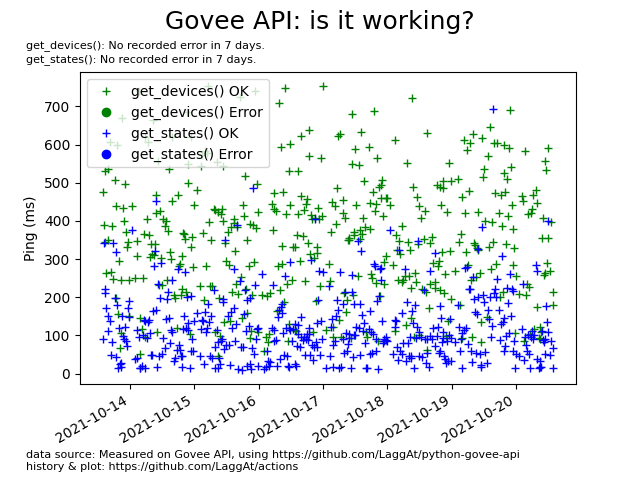 Govee API: is it working?
get_devices(): No recorded error in 7 days.
get_states(): No recorded error in 7 days.
get_devices() OK
get_devices() Error
get_states() OK
get_states() Error
Ping (ms)
700
600
500
400
300
200
100
0
2021-10-14
2021-10-15
2021-10-16
2021-10-17
2021-10-18
2021-10-19
2021-10-20
data source: Measured on Govee API, using https://github.com/LaggAt/python-govee-api
history & plot: https://github.com/LaggAt/actions